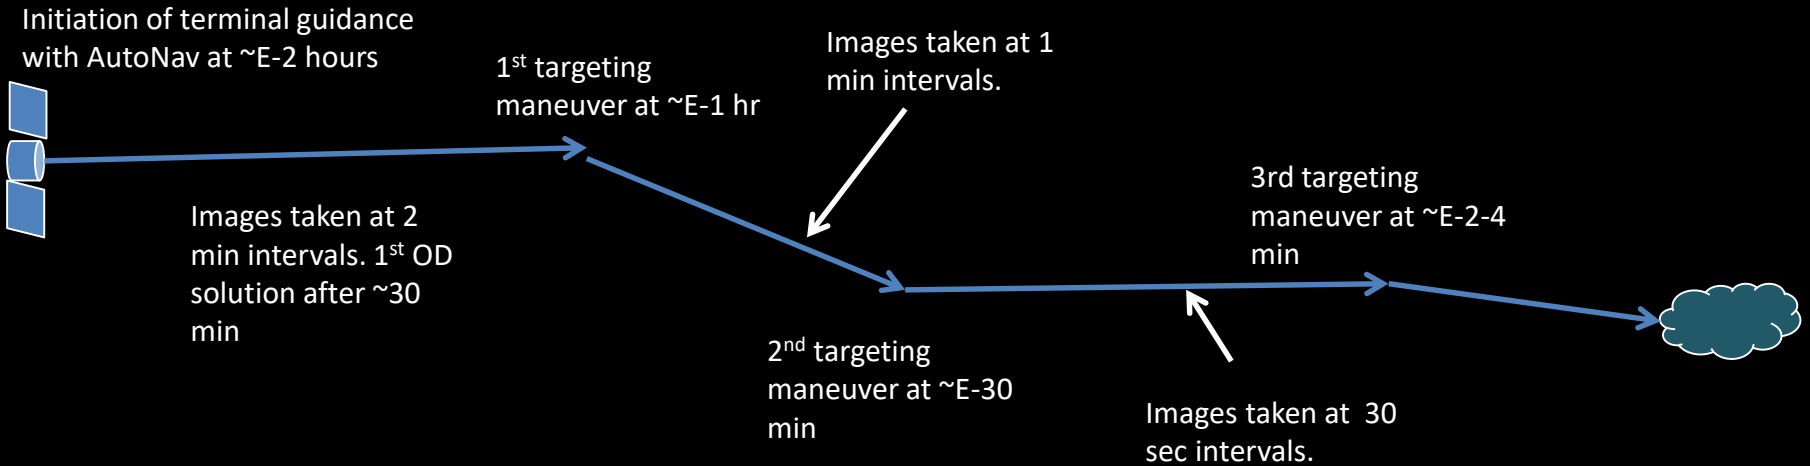 Initiation of terminal guidance
with AutoNav at ~E-2 hours
1st targeting
maneuver at ~E-1 hr
Images taken at 1
min intervals.
Images taken at 2
min intervals. 1st OD
solution after ~30
min
3rd targeting
maneuver at ~E-2-4
min
2nd targeting
maneuver at ~E-30
min
Images taken at  30
sec intervals.